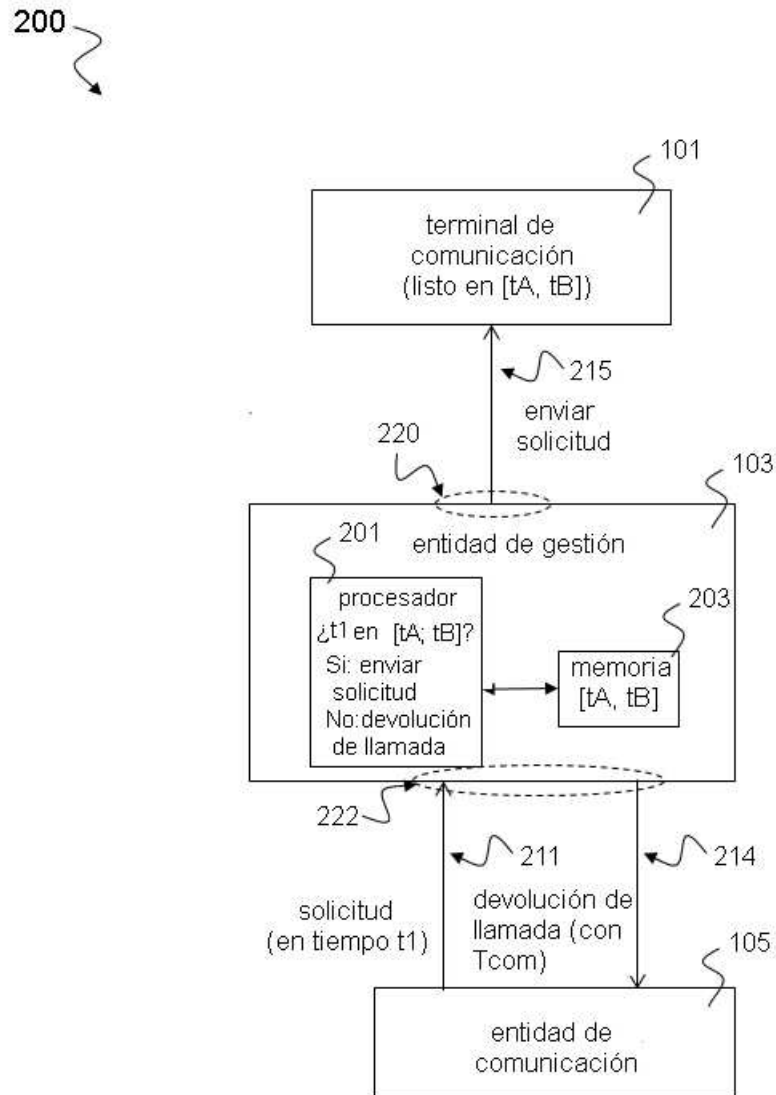 200
101
terminal de
comunicación
(listo en [tA, tB])
215
enviar
solicitud
220
103
entidad de gestión
201
procesador
¿t1 en [tA; tB]?
Si: enviar
solicitud
No:devolución
de llamada
203
memoria
[tA, tB]
222
211
214
solicitud
(en tiempo t1)
devolución de
llamada (con
Tcom)
105
entidad de
comunicación